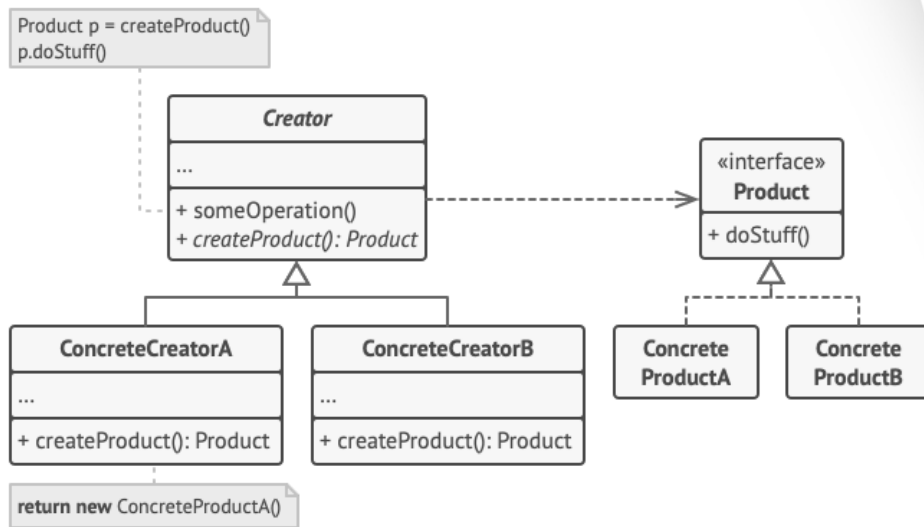 Product p = createProduct()
p.doStuff()
Creator
...
+ someOperation()
+ createProduct(): Product
«interface»
Product
+ doStuff()
ConcreteCreatorA
...
+ createProduct(): Product
ConcreteCreatorB
...
+ createProduct(): Product
Concrete
ProductA
Concrete
ProductB
return new ConcreteProductA()